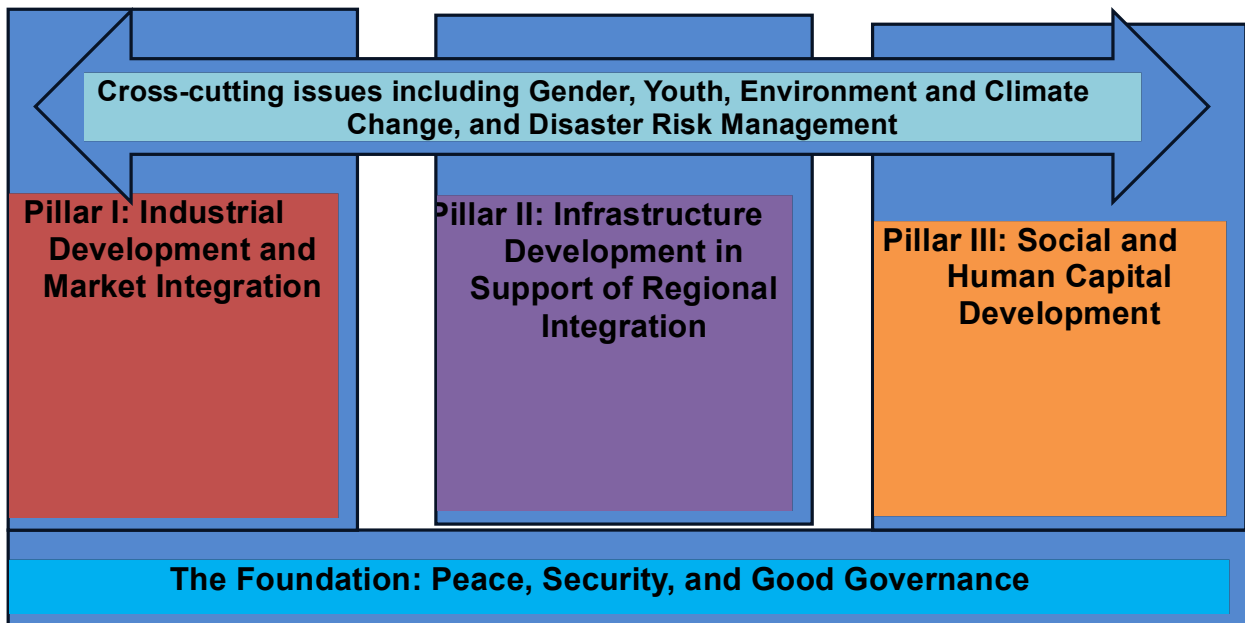 Cross-cutting issues including Gender, Youth, Environment and Climate
Change, and Disaster Risk Management
Pillar I: Industrial
Development and
Market Integration
Pillar II: Infrastructure
Development in
Support of Regional
Integration
Pillar III: Social and
Human Capital
Development
The Foundation: Peace, Security, and Good Governance